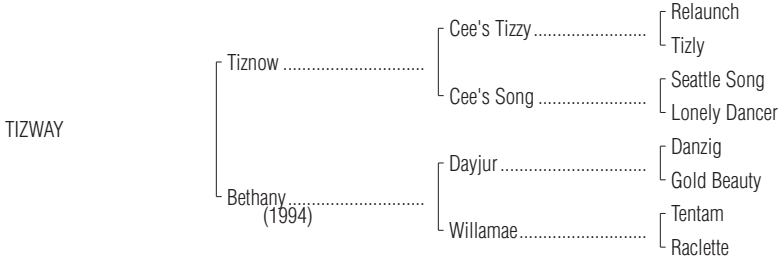 Relaunch
Cee's Tizzy
Tizly
Tiznow
Seattle Song
Cee's Song
Lonely Dancer
TIZWAY
Danzig
Dayjur
Gold Beauty
Bethany
(1994)
Tentam
Willamae
Raclette